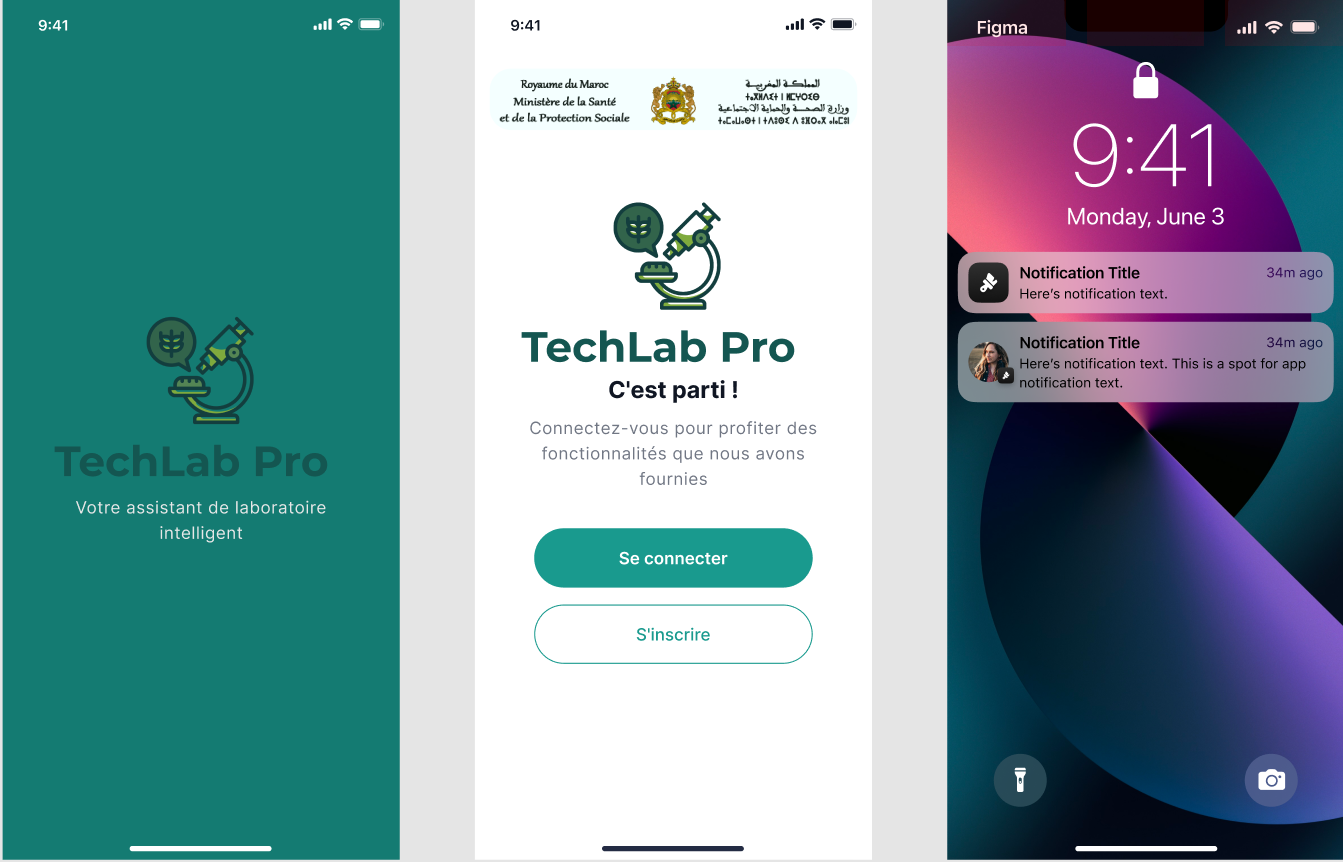 9:41
TechLab Pro
Votre assistant de laboratoire
intelligent
9:41
Royaume du Maroc
Ministère de la Santé
et de la Protection Sociale
المملكة المغربية
ⵜⴰⴳⵍⴷⵉⵜ ⵏ ⵍⵎⵖⵔⵉⴱ
وزارة الصحة والحماية الاجتماعية
TechLab Pro
C'est parti !
Connectez-vous pour profiter des
fonctionnalités que nous avons
fournies
Se connecter
S'inscrire
Figma
9:41
Monday, June 3
Notification Title
34m ago
Here's notification text.
Notification Title
34m ago
Here's notification text. This is a spot for app
notification text.